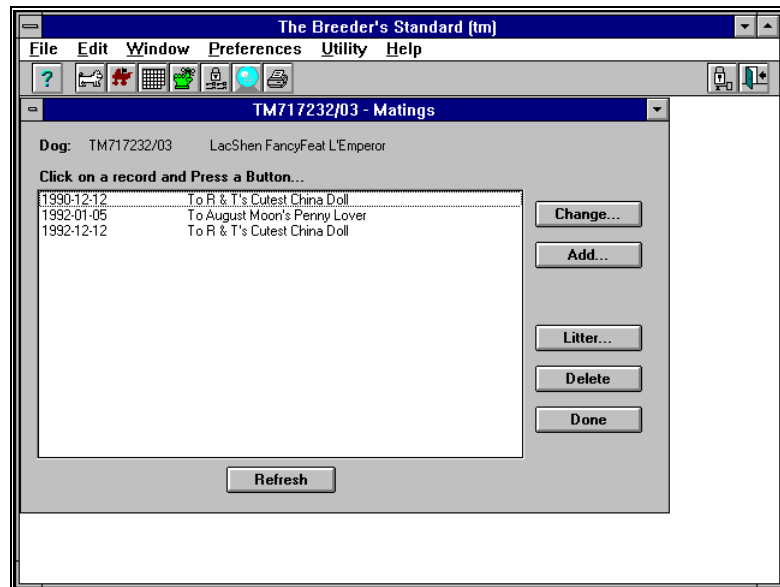 The Breeder's Standard (tm)
File Edit Window Preferences Utility Help
?
TM717232/03 - Matings
Dog: TM717232/03 LacShen FancyFeat L'Emperor
Click on a record and Press a Button...
1990-12-12 To R & T's Cutest China Doll
1992-01-05 To August Moon's Penny Lover
1992-12-12 To R & T's Cutest China Doll
Change...
Add...
Litter...
Delete
Done
Refresh